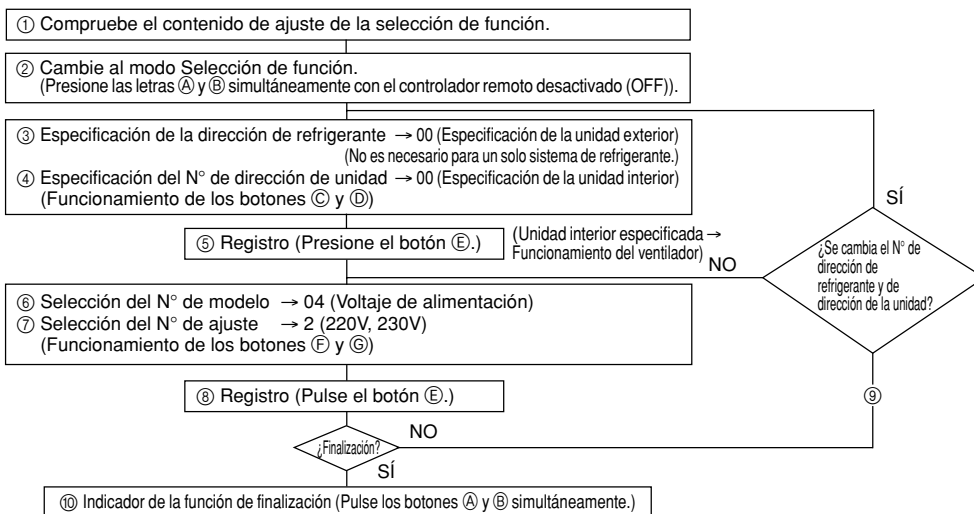 ① Compruebe el contenido de ajuste de la selección de función.
② Cambie al modo Selección de función.
(Presione las letras Ⓐ y Ⓑ simultáneamente con el controlador remoto desactivado (OFF)).
③ Especificación de la dirección de refrigerante → 00 (Especificación de la unidad exterior)
(No es necesario para un solo sistema de refrigerante.)
④ Especificación del N° de dirección de unidad → 00 (Especificación de la unidad interior)
(Funcionamiento de los botones Ⓒ y Ⓓ)
SÍ
⑤ Registro (Presione el botón Ⓔ.)
(Unidad interior especificada →
Funcionamiento del ventilador)
NO
¿Se cambia el N° de
dirección de
refrigerante y de
dirección de la unidad?
⑥ Selección del N° de modelo → 04 (Voltaje de alimentación)
⑦ Selección del N° de ajuste → 2 (220V, 230V)
(Funcionamiento de los botones Ⓕ y Ⓖ)
⑧ Registro (Pulse el botón Ⓔ.)
⑨
¿Finalización?
NO
SÍ
⑩ Indicador de la función de finalización (Pulse los botones Ⓐ y Ⓑ simultáneamente.)